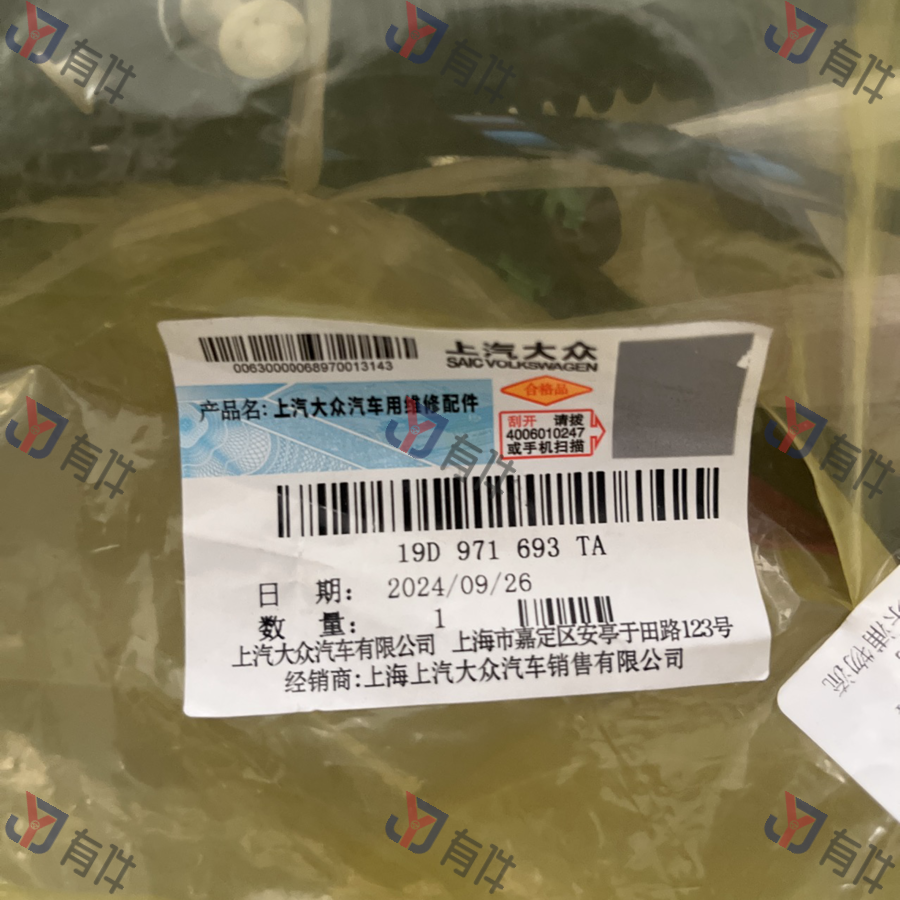 有件
有件
有件
上汽大众
SAIC VOLKSWAGEN
00630000068970013143
合格品
产品名: 上汽大众汽车用维修配件
刮开 请拨
4006010247
或手机扫描
有件
有件
有件
19D 971 693 TA
日 期: 2024/09/26
数 量: 1
上汽大众汽车有限公司 上海市嘉定区安亭于田路123号
经销商:上海上汽大众汽车销售有限公司
有件
有件
有件